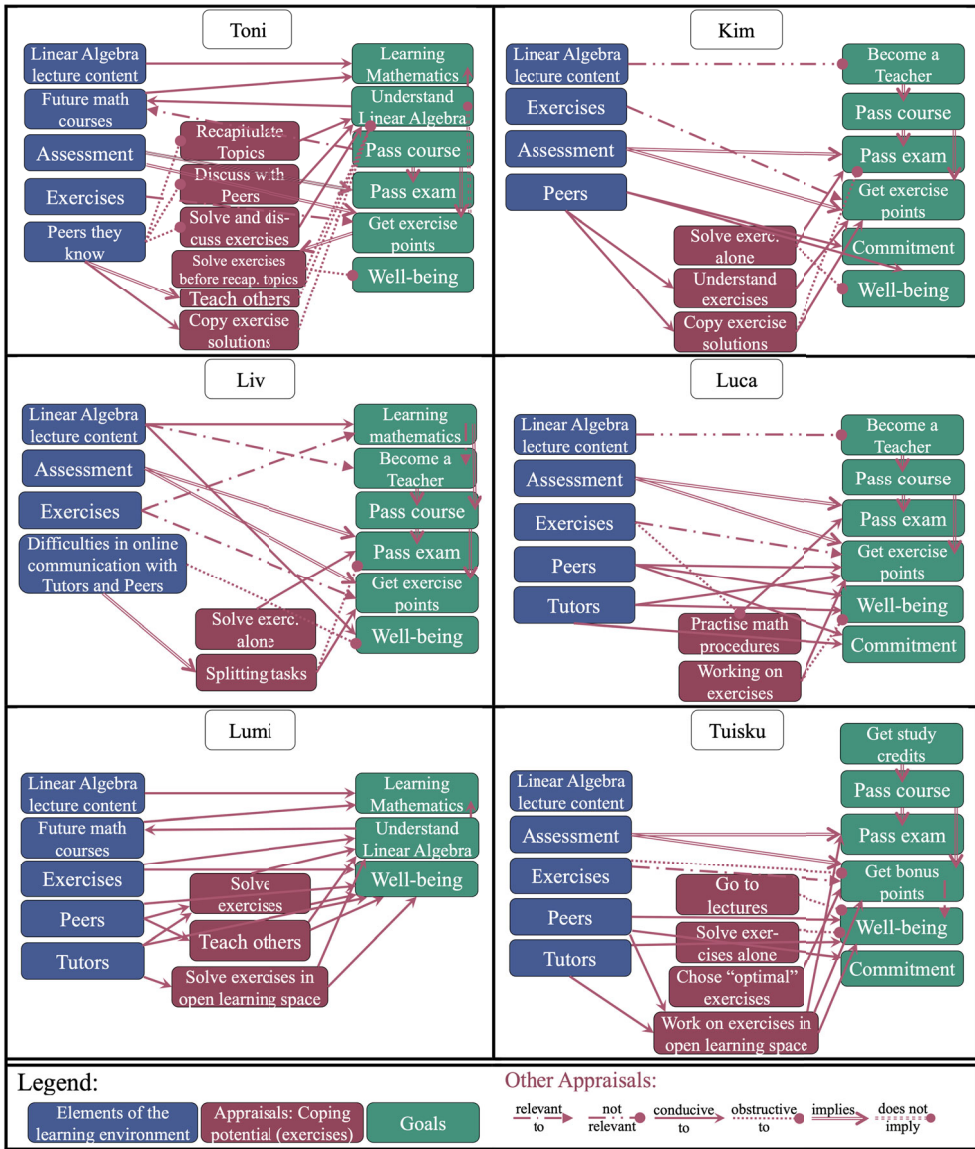 Toni
Linear Algebra
lecture content
Future math
courses
Assessment
Exercises
Peers they
know
Recapitulate
Topics
Discuss with
Peers
Solve and dis-
cuss exercises
Solve exercises
before recap. topics
Teach others
Copy exercise
solutions
Learning
Mathematics
Understand
Linear Algebra
Pass course
Pass exam
Get exercise
points
Well-being
Kim
Linear Algebra
lecture content
Exercises
Assessment
Peers
Solve exerc.
alone
Understand
exercises
Copy exercise
solutions
Become a
Teacher
Pass course
Pass exam
Get exercise
points
Commitment
Well-being
Liv
Linear Algebra
lecture content
Assessment
Exercises
Difficulties in online
communication with
Tutors and Peers
Solve exerc.
alone
Splitting tasks
Learning
mathematics
Become a
Teacher
Pass course
Pass exam
Get exercise
points
Well-being
Luca
Linear Algebra
lecture content
Assessment
Exercises
Peers
Tutors
Practise math
procedures
Working on
exercises
Become a
Teacher
Pass course
Pass exam
Get exercise
points
Well-being
Commitment
Lumi
Linear Algebra
lecture content
Future math
courses
Exercises
Peers
Tutors
Solve
exercises
Teach others
Solve exercises in
open learning space
Learning
Mathematics
Understand
Linear Algebra
Well-being
Tuisku
Linear Algebra
lecture content
Assessment
Exercises
Peers
Tutors
Go to
lectures
Solve exer-
cises alone
Chose “optimal”
exercises
Work on exercises in
open learning space
Get study
credits
Pass course
Pass exam
Get bonus
points
Well-being
Commitment
Legend:
Elements of the
learning environment
Appraisals: Coping
potential (exercises)
Goals
Other Appraisals:
relevant
to
not
relevant
conducive
to
obstructive
to
implies
does not
imply